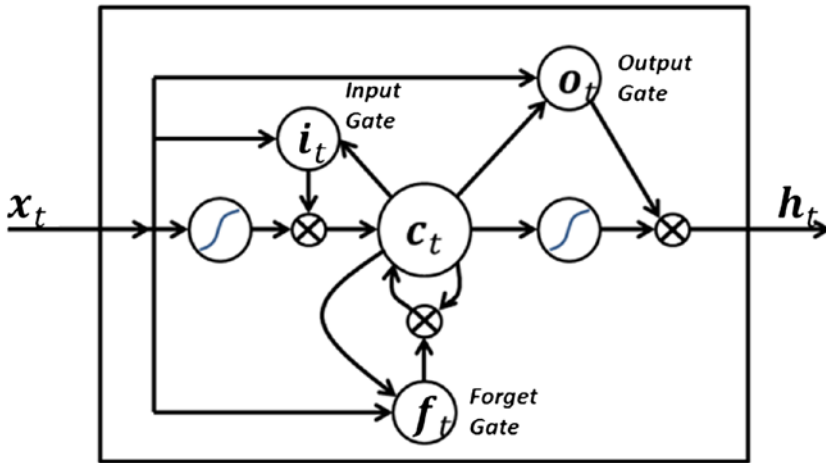 Output
Gate
o_t
Input
Gate
i_t
x_t
c_t
h_t
Forget
Gate
f_t